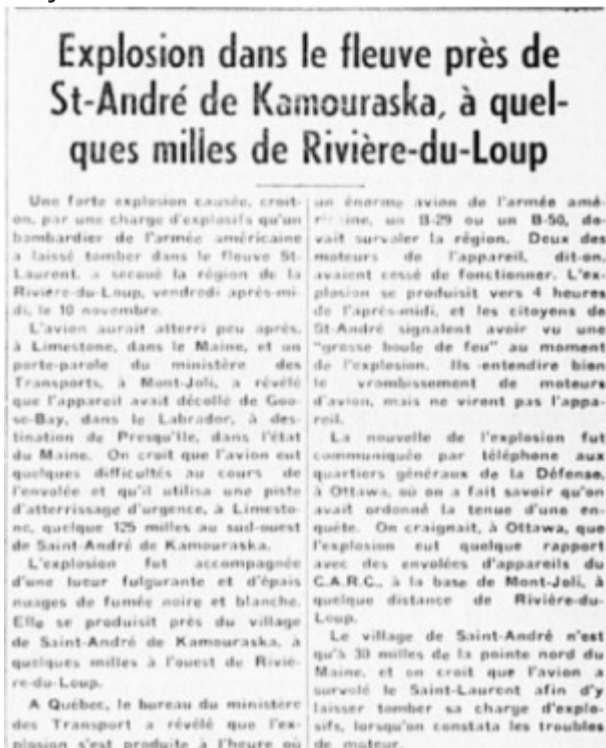 Explosion dans le fleuve près de
St-André de Kamouraska, à quel-
ques milles de Rivière-du-Loup
Une forte explosion causée, croit-
on, par une charge d'explosifs qu'un
bombardier de l'armée américaine
a laissé tomber dans le fleuve St-
Laurent, a secoué la région de la
Rivière-du-Loup, vendredi après-mi-
di, le 10 novembre.
L'avion aurait atterri peu après,
à Limestone, dans le Maine, et un
porte-parole du ministère des
Transports, à Mont-Joli, a révélé
que l'appareil avait décollé de Goo-
se-Bay, dans le Labrador, à des-
tination de Presqu'île, dans l'état
du Maine. On croit que l'avion eut
quelques difficultés au cours de
l'envolée et qu'il utilisa une piste
d'atterrissage d'urgence, à Limesto-
ne, quelque 125 milles au sud-ouest
de Saint-André de Kamouraska.
L'explosion fut accompagnée
d'une lueur fulgurante et d'épais
nuages de fumée noire et blanche.
Elle se produisit près du village
de Saint-André de Kamouraska, à
quelques milles à l'ouest de Riviè-
re-du-Loup.
A Québec, le bureau du ministère
des Transport a révélé que l'ex-
plosion s'est produite à l'heure où
un énorme avion de l'armée amé-
ricaine, un B-29 ou un B-50, de-
vait survoler la région. Deux des
moteurs de l'appareil, dit-on,
avaient cessé de fonctionner. L'ex-
plosion se produisit vers 4 heures
de l'après-midi, et les citoyens de
St-André signalent avoir vu une
"grosse boule de feu" au moment
de l'explosion. Ils entendire bien
le vrombissement de moteurs
d'avion, mais ne virent pas l'appa-
reil.
La nouvelle de l'explosion fut
communiquée par téléphone aux
quartiers généraux de la Défense,
à Ottawa, où on a fait savoir qu'on
avait ordonné la tenue d'une en-
quête. On craignait, à Ottawa, que
l'explosion eut quelque rapport
avec des envolées d'appareils du
C.A.R.C., à la base de Mont-Joli, à
quelque distance de Rivière-du-
Loup.
Le village de Saint-André n'est
qu'à 30 milles de la pointe nord du
Maine, et on croit que l'avion a
survolé le Saint-Laurent afin d'y
laisser tomber sa charge d'explo-
sifs, lorsqu'on constata les troubles
de moteur.